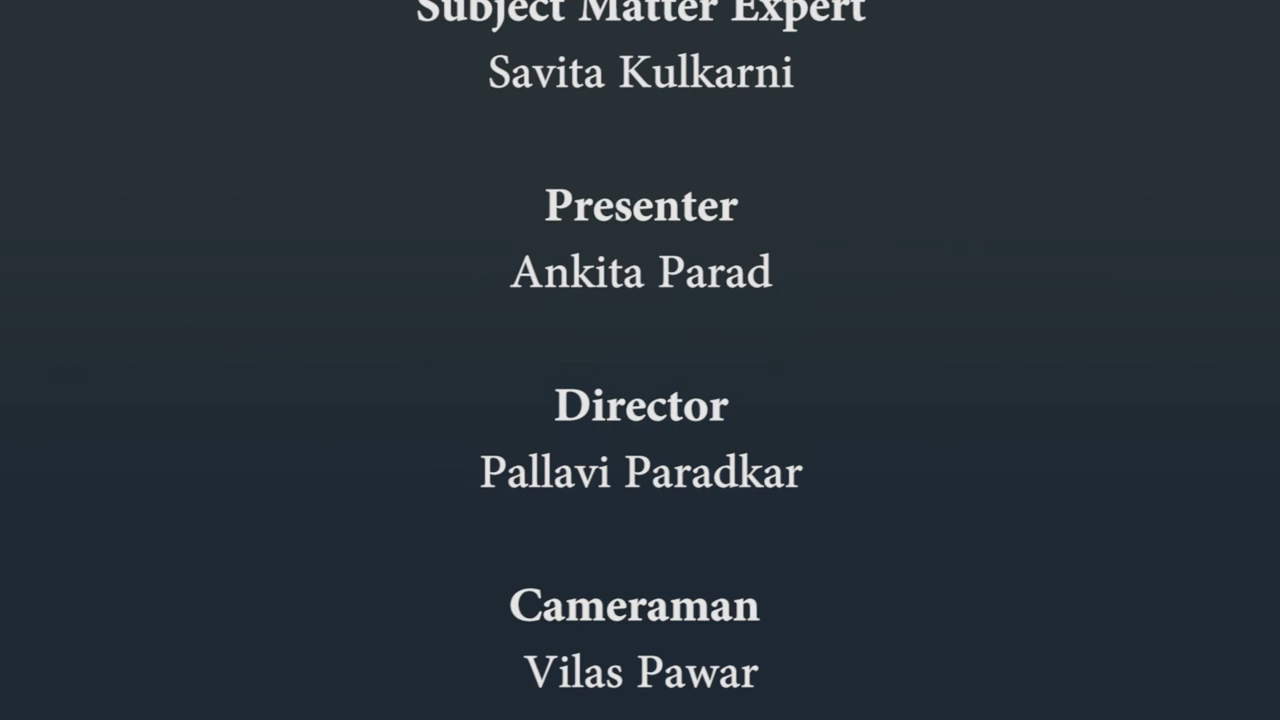 Subject Matter Expert
Savita Kulkarni
Presenter
Ankita Parad
Director
Pallavi Paradkar
Cameraman
Vilas Pawar